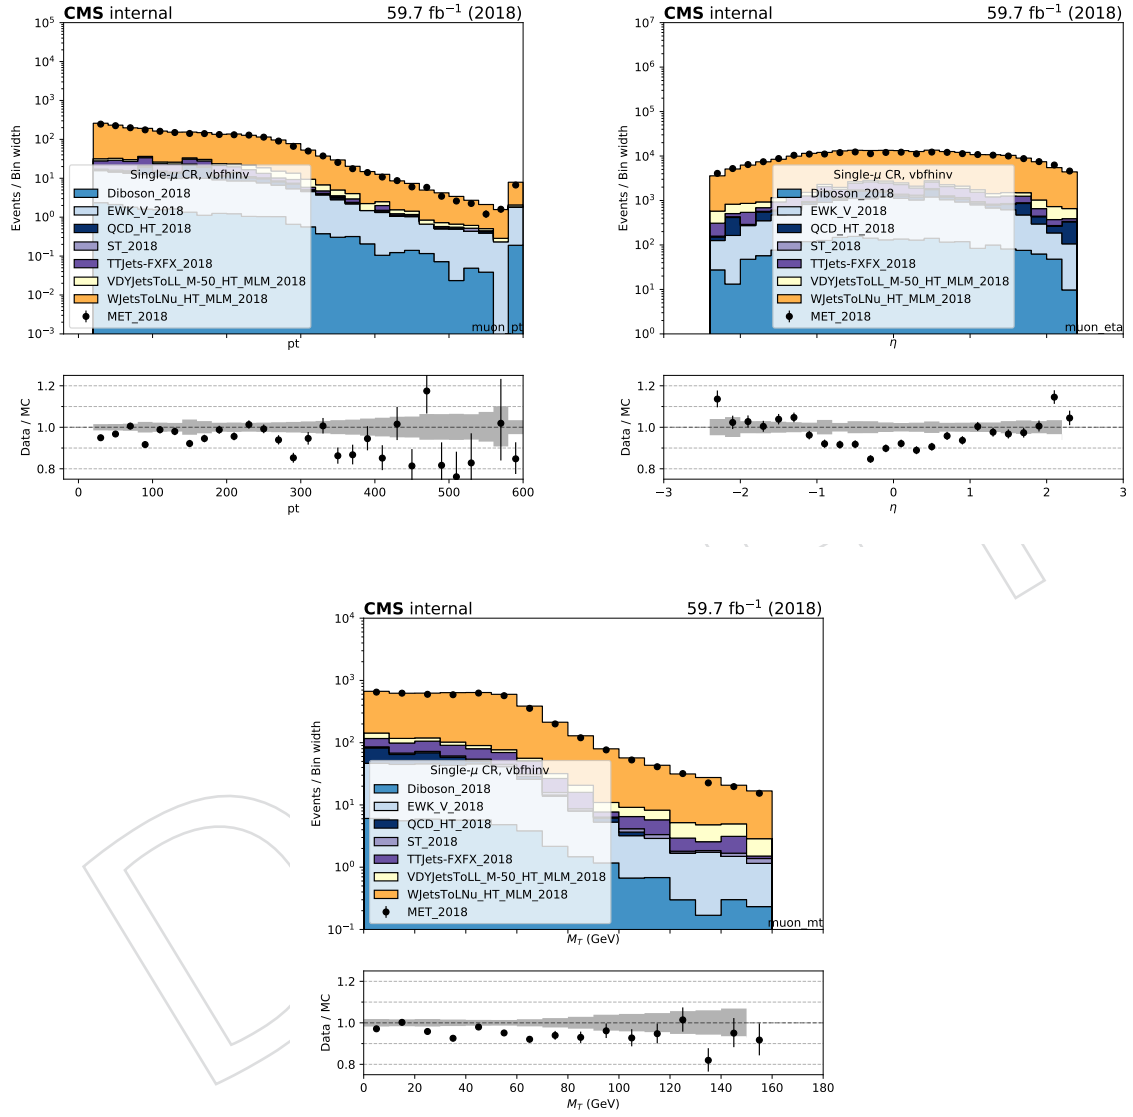 CMS internal 59.7 fb⁻¹ (2018)
10⁵
10⁴
10³
10²
10¹
10⁰
10⁻¹
10⁻²
10⁻³
Events / Bin width
Single-μ CR, vbfhinv
Diboson_2018
EWK_V_2018
QCD_HT_2018
ST_2018
TTJets-FXFX_2018
VDYJetsToLL_M-50_HT_MLM_2018
WJetsToLNu_HT_MLM_2018
MET_2018
muon_pt
pt
1.2
1.0
0.8
Data / MC
0 100 200 300 400 500 600
pt
CMS internal 59.7 fb⁻¹ (2018)
10⁷
10⁶
10⁵
10⁴
10³
10²
10¹
10⁰
Events / Bin width
Single-μ CR, vbfhinv
Diboson_2018
EWK_V_2018
QCD_HT_2018
ST_2018
TTJets-FXFX_2018
VDYJetsToLL_M-50_HT_MLM_2018
WJetsToLNu_HT_MLM_2018
MET_2018
muon_eta
η
1.2
1.0
0.8
Data / MC
−3 −2 −1 0 1 2 3
η
CMS internal 59.7 fb⁻¹ (2018)
10⁴
10³
10²
10¹
10⁰
10⁻¹
Events / Bin width
Single-μ CR, vbfhinv
Diboson_2018
EWK_V_2018
QCD_HT_2018
ST_2018
TTJets-FXFX_2018
VDYJetsToLL_M-50_HT_MLM_2018
WJetsToLNu_HT_MLM_2018
MET_2018
muon_mt
M_T (GeV)
1.2
1.0
0.8
Data / MC
0 20 40 60 80 100 120 140 160 180
M_T (GeV)